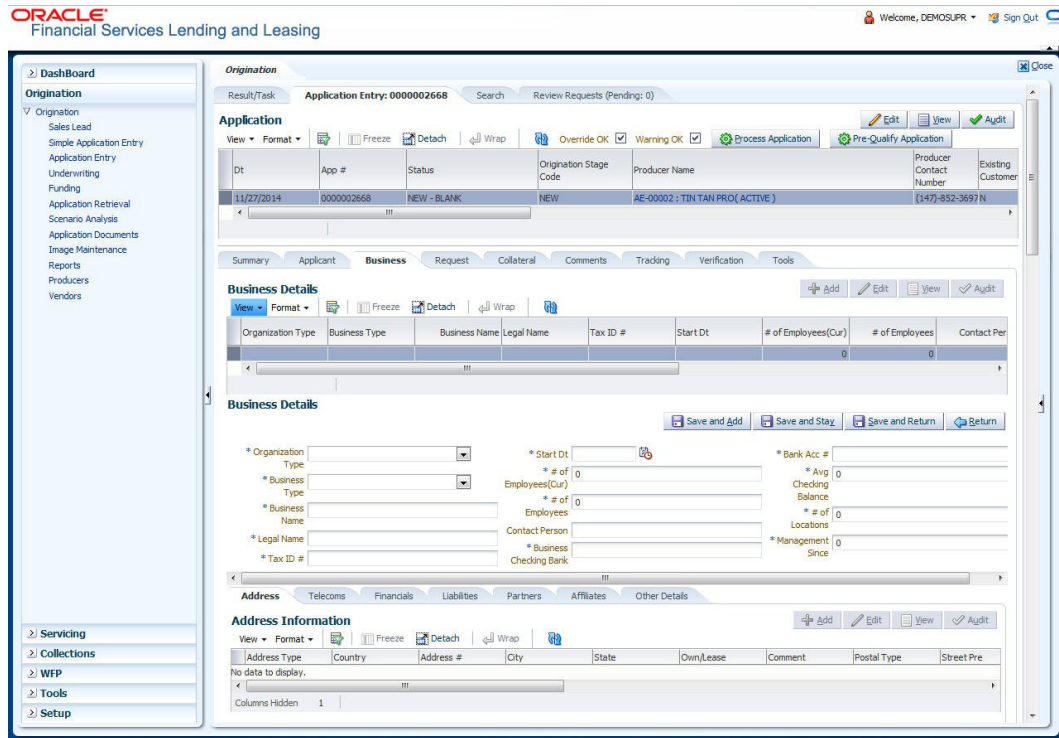 ORACLE
Financial Services Lending and Leasing
Welcome, DEMOSUPR
Sign Out
Close
DashBoard
Origination
Origination
Sales Lead
Simple Application Entry
Application Entry
Underwriting
Funding
Application Retrieval
Scenario Analysis
Application Documents
Image Maintenance
Reports
Producers
Vendors
Servicing
Collections
WFP
Tools
Setup
Origination
Result/Task Application Entry: 0000002668 Search Review Requests (Pending: 0)
Application
Edit View Audit
View Format Freeze Detach Wrap Override OK Warning OK Process Application Pre-Qualify Application
Dt App # Status Origination Stage Code Producer Name Producer Contact Number Existing Customer
11/27/2014 0000002668 NEW - BLANK NEW AE-00002 : TIN TAN PRO( ACTIVE ) (147)-852-3697 N
Summary Applicant Business Request Collateral Comments Tracking Verification Tools
Business Details
Add Edit View Audit
View Format Freeze Detach Wrap
Organization Type Business Type Business Name Legal Name Tax ID # Start Dt # of Employees(Cur) # of Employees Contact Per
0 0
Business Details
Save and Add Save and Stay Save and Return Return
* Organization Type
* Business Type
* Business Name
* Legal Name
* Tax ID #
* Start Dt
* # of Employees(Cur) 0
* # of Employees 0
Contact Person
* Business Checking Bank
* Bank Acc #
* Avg Checking Balance 0
* # of Locations 0
* Management Since 0
Address Telecoms Financials Liabilities Partners Affiliates Other Details
Address Information
Add Edit View Audit
View Format Freeze Detach Wrap
Address Type Country Address # City State Own/Lease Comment Postal Type Street Pre
No data to display.
Columns Hidden 1